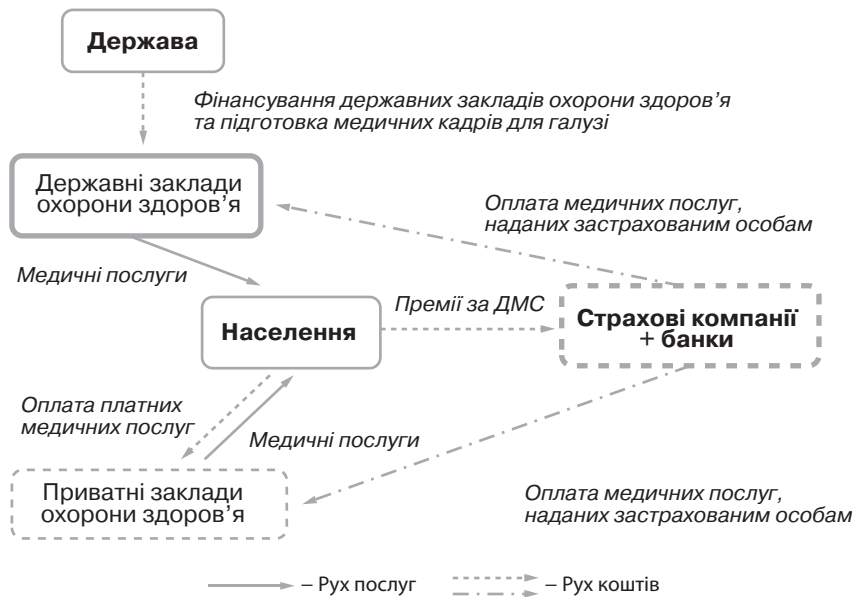 Держава
Фінансування державних закладів охорони здоров’я
та підготовка медичних кадрів для галузі
Державні заклади
охорони здоров’я
Оплата медичних послуг,
наданих застрахованим особам
Медичні послуги
Населення
Премії за ДМС
Страхові компанії
+ банки
Оплата платних
медичних послуг
Медичні послуги
Приватні заклади
охорони здоров’я
Оплата медичних послуг,
наданих застрахованим особам
– Рух послуг
– Рух коштів